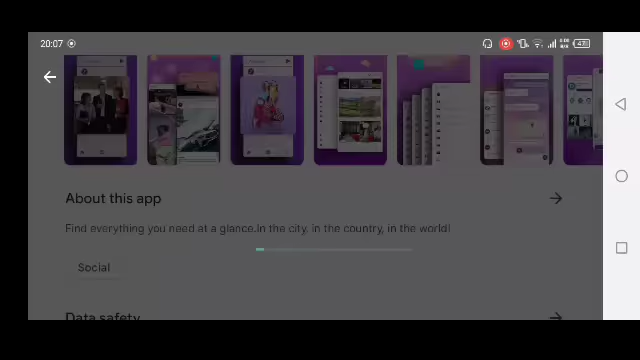 20:07
47
About this app
Find everything you need at a glance.In the city, in the country, in the world!
Social
Data safety